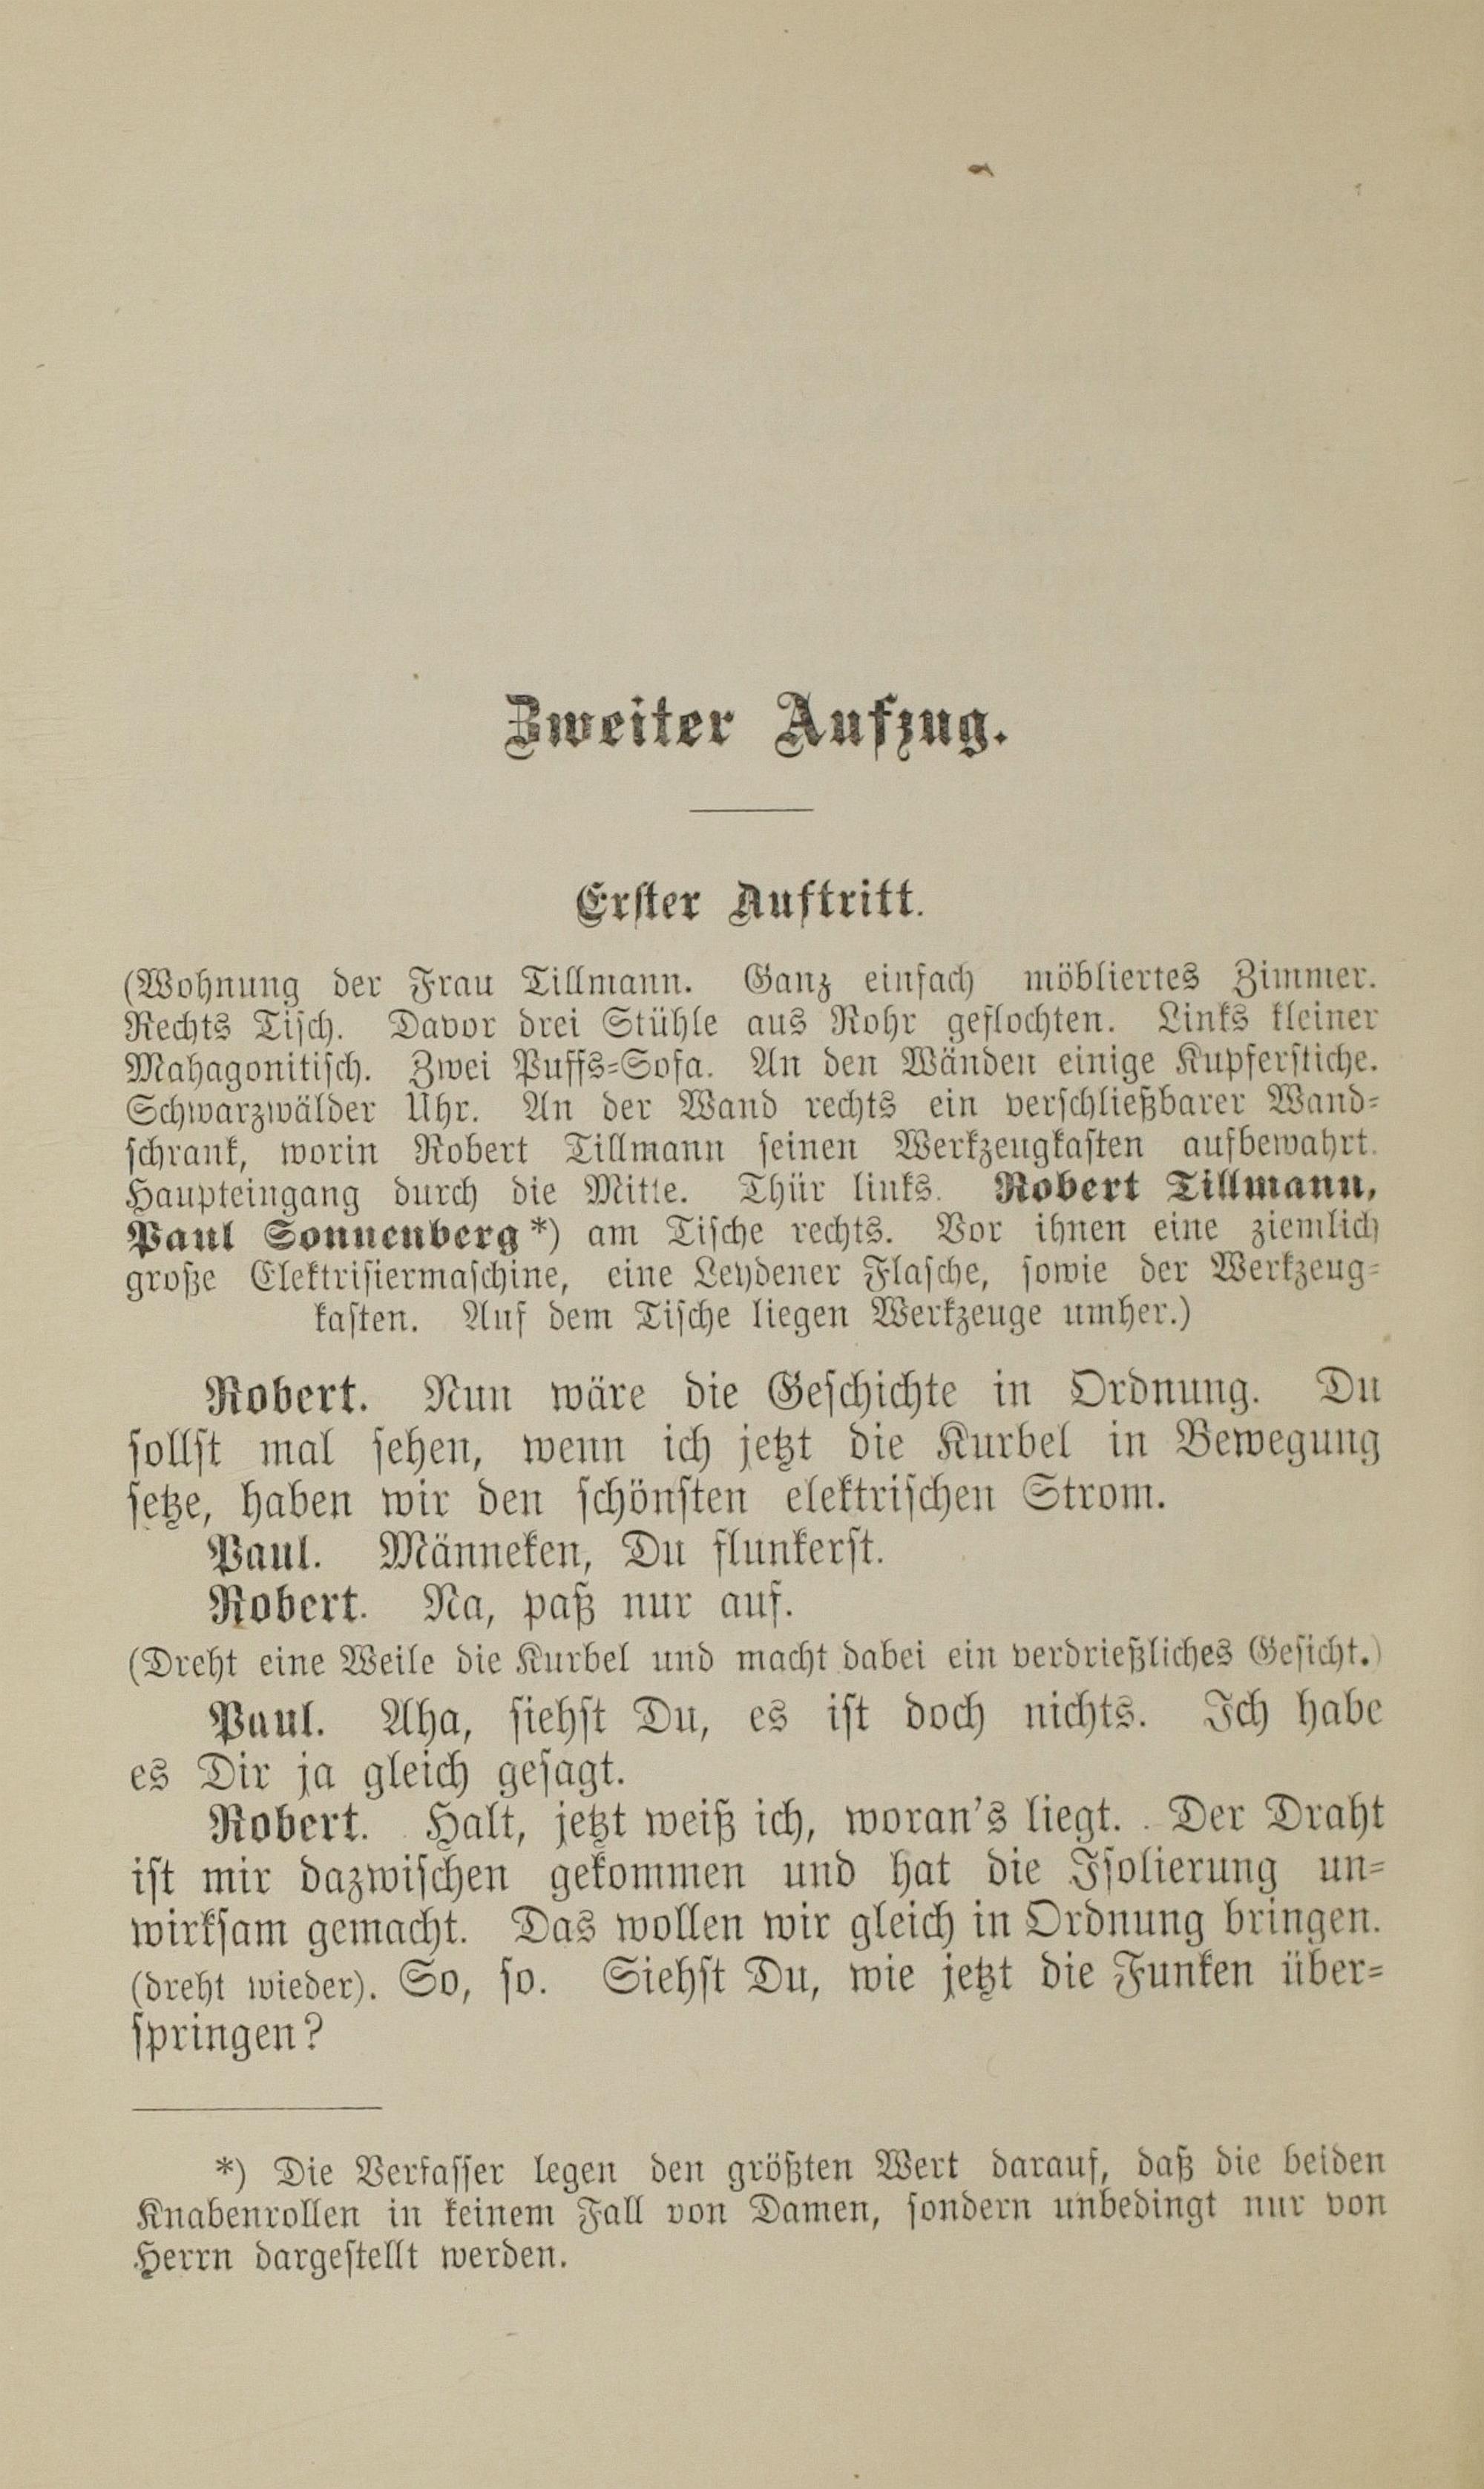 Zweiter Aufzug.
Erster Auftritt.
(Wohnung der Frau Tillmann. Ganz einfach möbliertes Zimmer.
Rechts Tisch. Davor drei Stühle aus Rohr geflochten. Links kleiner
Mahagonitisch. Zwei Puffs-Sofa. An den Wänden einige Kupferstiche.
Schwarzwälder Uhr. An der Wand rechts ein verschließbarer Wand-
schrank, worin Robert Tillmann seinen Werkzeugkasten aufbewahrt.
Haupteingang durch die Mitte. Thür links. Robert Tillmann,
Paul Sonnenberg*) am Tische rechts. Vor ihnen eine ziemlich
große Elektrisiermaschine, eine Leydener Flasche, sowie der Werkzeug-
kasten. Auf dem Tische liegen Werkzeuge umher.)
Robert. Nun wäre die Geschichte in Ordnung. Du
sollst mal sehen, wenn ich jetzt die Kurbel in Bewegung
setze, haben wir den schönsten elektrischen Strom.
Paul. Männeken, Du flunkerst.
Robert. Na, paß nur auf.
(Dreht eine Weile die Kurbel und macht dabei ein verdrießliches Gesicht.)
Paul. Aha, siehst Du, es ist doch nichts. Ich habe
es Dir ja gleich gesagt.
Robert. Halt, jetzt weiß ich, woran's liegt. Der Draht
ist mir dazwischen gekommen und hat die Isolierung un-
wirksam gemacht. Das wollen wir gleich in Ordnung bringen.
(dreht wieder). So, so. Siehst Du, wie jetzt die Funken über-
springen?
*) Die Verfasser legen den größten Wert darauf, daß die beiden
Knabenrollen in keinem Fall von Damen, sondern unbedingt nur von
Herrn dargestellt werden.